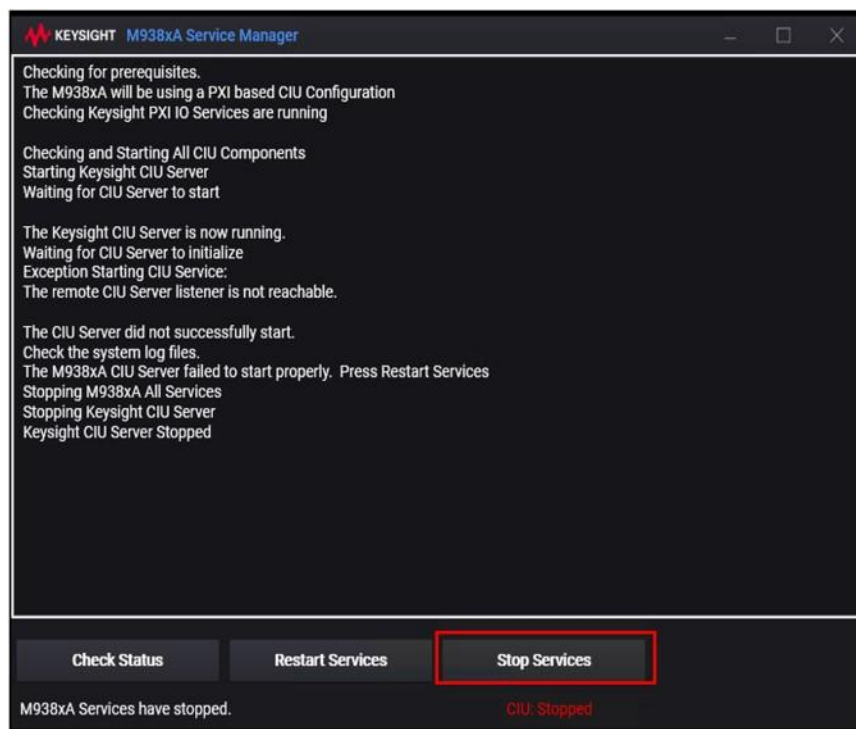 KEYSIGHT M938xA Service Manager
Checking for prerequisites.
The M938xA will be using a PXI based CIU Configuration
Checking Keysight PXI IO Services are running
Checking and Starting All CIU Components
Starting Keysight CIU Server
Waiting for CIU Server to start
The Keysight CIU Server is now running.
Waiting for CIU Server to initialize
Exception Starting CIU Service:
The remote CIU Server listener is not reachable.
The CIU Server did not successfully start.
Check the system log files.
The M938xA CIU Server failed to start properly.  Press Restart Services
Stopping M938xA All Services
Stopping Keysight CIU Server
Keysight CIU Server Stopped
Check Status Restart Services Stop Services
M938xA Services have stopped. CIU: Stopped